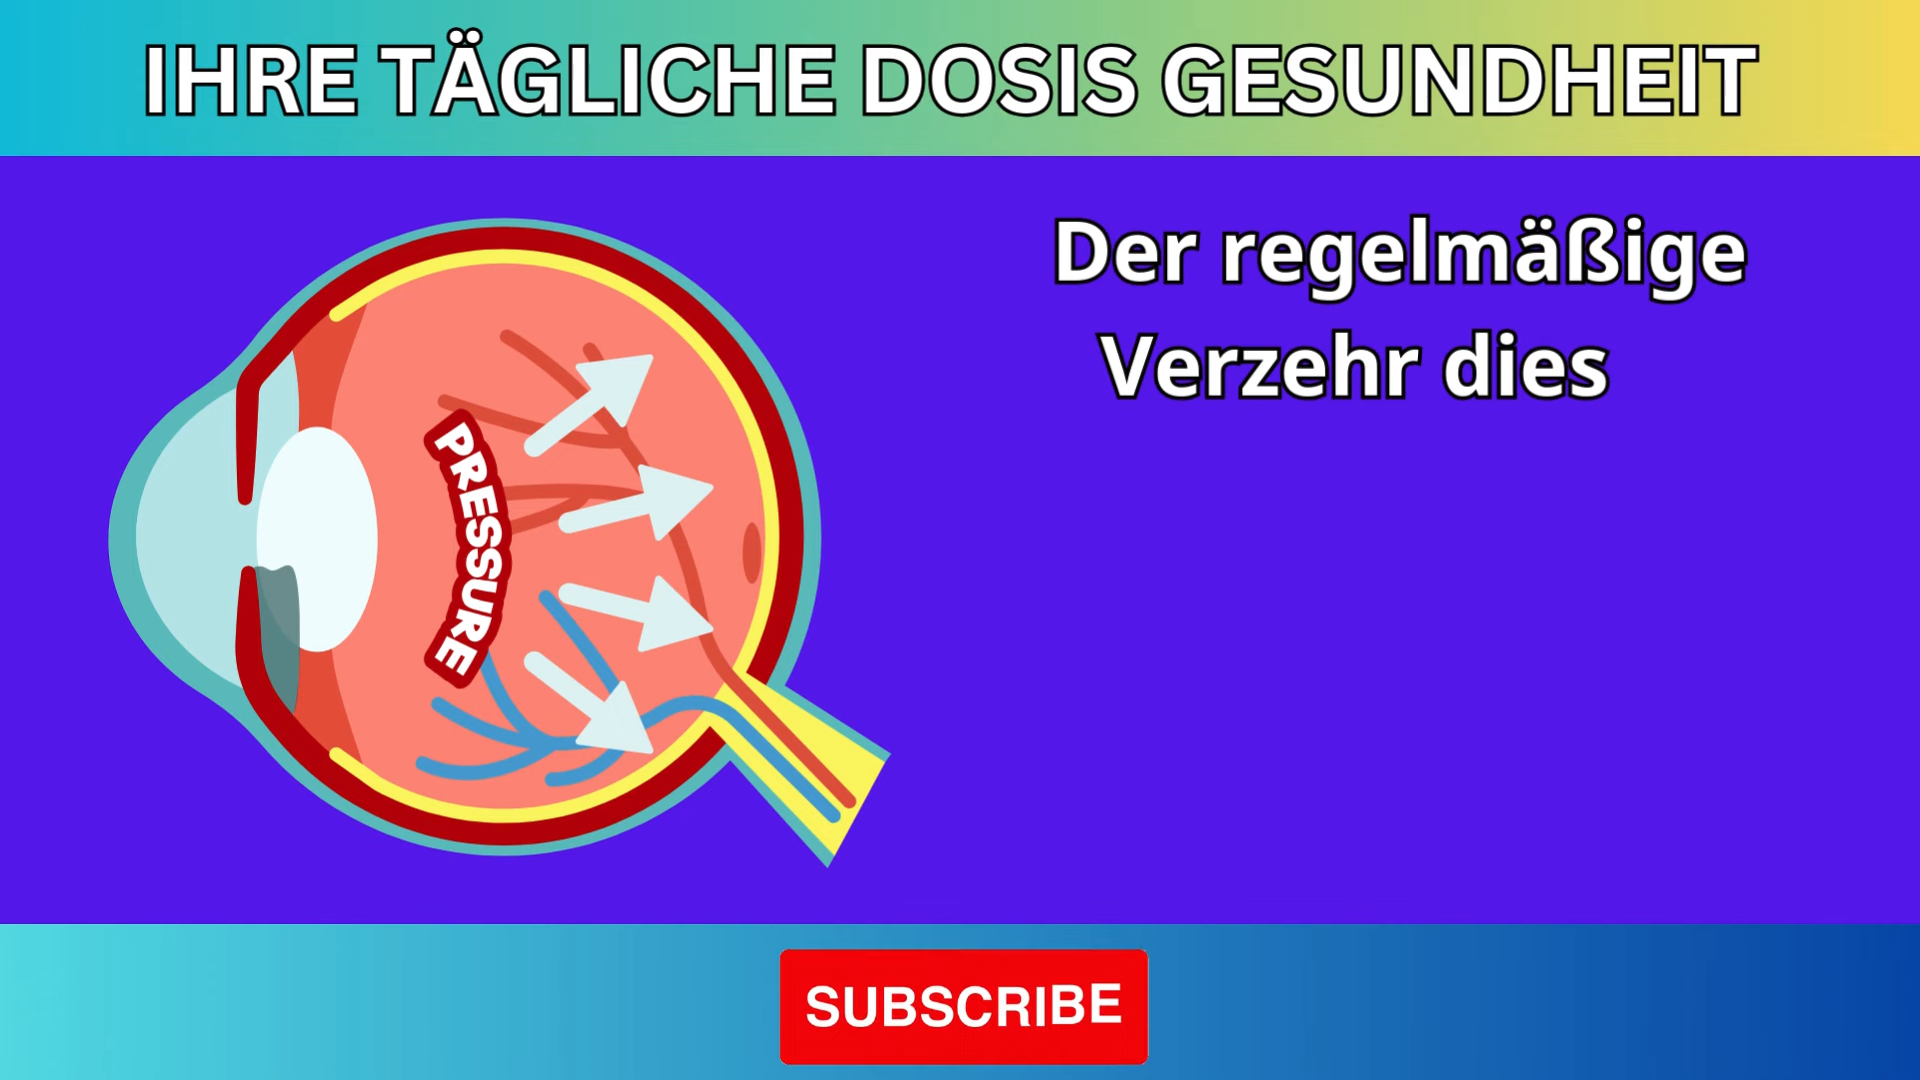 IHRE TÄGLICHE DOSIS GESUNDHEIT
Der regelmäßige
Verzehr dies
PRESSURE
SUBSCRIBE